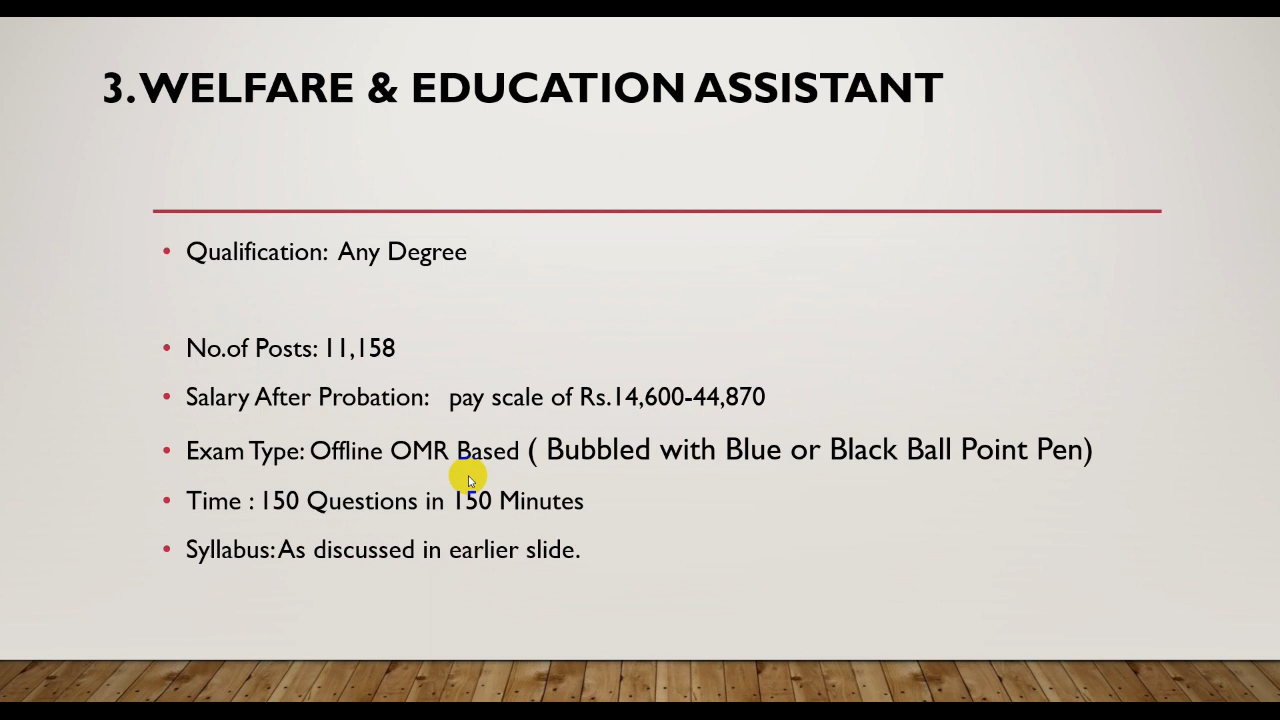 3. WELFARE & EDUCATION ASSISTANT
• Qualification: Any Degree
• No.of Posts: 11,158
• Salary After Probation: pay scale of Rs.14,600-44,870
• Exam Type: Offline OMR Based ( Bubbled with Blue or Black Ball Point Pen)
• Time : 150 Questions in 150 Minutes
• Syllabus: As discussed in earlier slide.